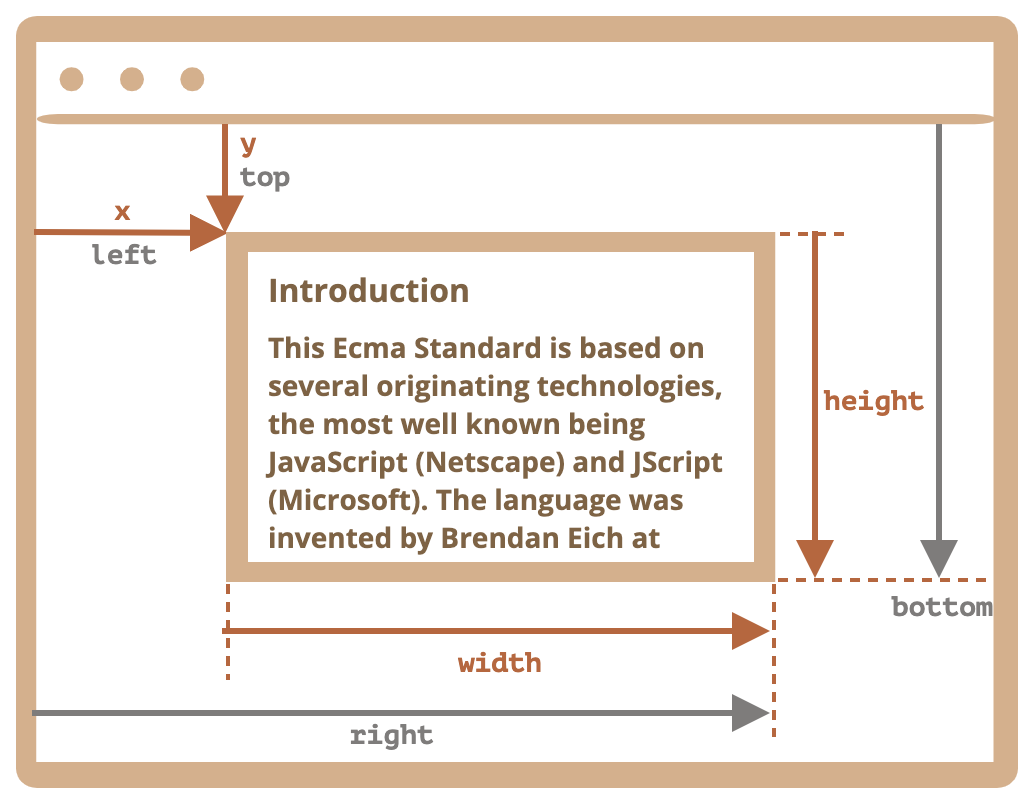 y
top
x
left
Introduction
This Ecma Standard is based on
several originating technologies,
the most well known being
JavaScript (Netscape) and JScript
(Microsoft). The language was
invented by Brendan Eich at
height
bottom
width
right